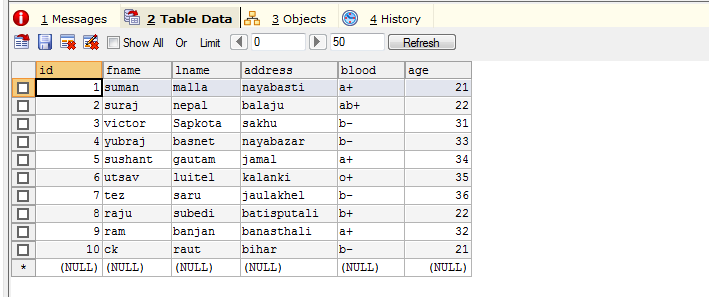 1 Messages 2 Table Data 3 Objects 4 History
Show All Or Limit 0 50 Refresh
id fname lname address blood age
1 suman malla nayabasti a+ 21
2 suraj nepal balaju ab+ 22
3 victor Sapkota sakhu b- 31
4 yubraj basnet nayabazar b- 33
5 sushant gautam jamal a+ 34
6 utsav luitel kalanki o+ 35
7 tez saru jaulakhel b- 36
8 raju subedi batisputali b+ 22
9 ram banjan banasthali a+ 32
10 ck raut bihar b- 21
* (NULL) (NULL) (NULL) (NULL) (NULL) (NULL)